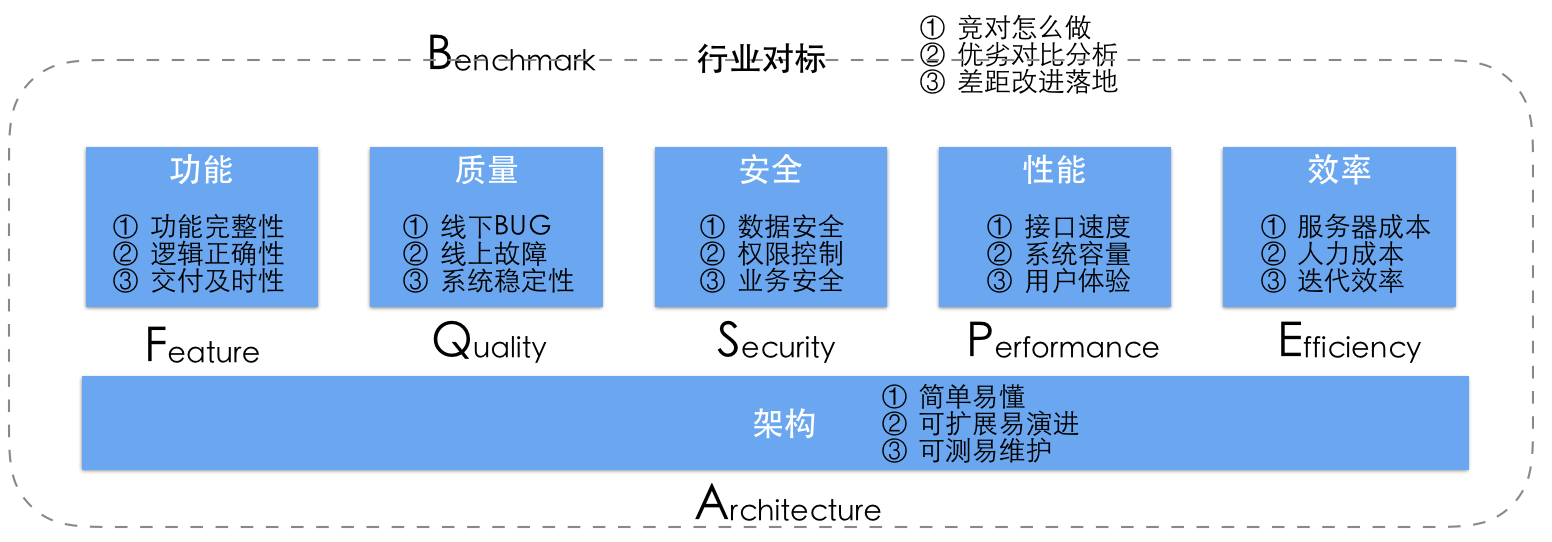 Benchmark
行业对标
① 竞对怎么做
② 优劣对比分析
③ 差距改进落地
功能
① 功能完整性
② 逻辑正确性
③ 交付及时性
Feature
质量
① 线下BUG
② 线上故障
③ 系统稳定性
Quality
安全
① 数据安全
② 权限控制
③ 业务安全
Security
性能
① 接口速度
② 系统容量
③ 用户体验
Performance
效率
① 服务器成本
② 人力成本
③ 迭代效率
Efficiency
架构
① 简单易懂
② 可扩展易演进
③ 可测易维护
Architecture